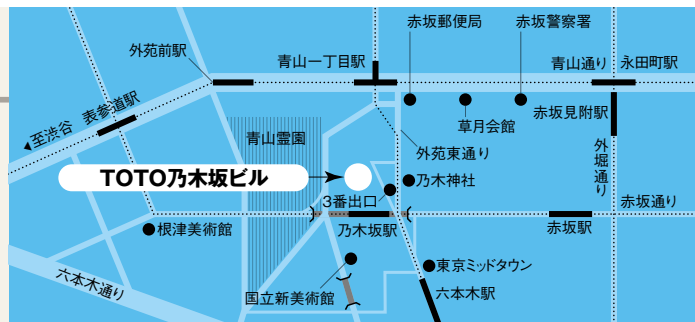 赤坂郵便局
赤坂警察署
外苑前駅
青山一丁目駅
青山通り
永田町駅
表参道駅
至渋谷
草月会館
赤坂見附駅
青山霊園
外苑東通り
外堀通り
TOTO乃木坂ビル
乃木神社
3番出口
赤坂通り
根津美術館
乃木坂駅
赤坂駅
六本木通り
東京ミッドタウン
国立新美術館
六本木駅